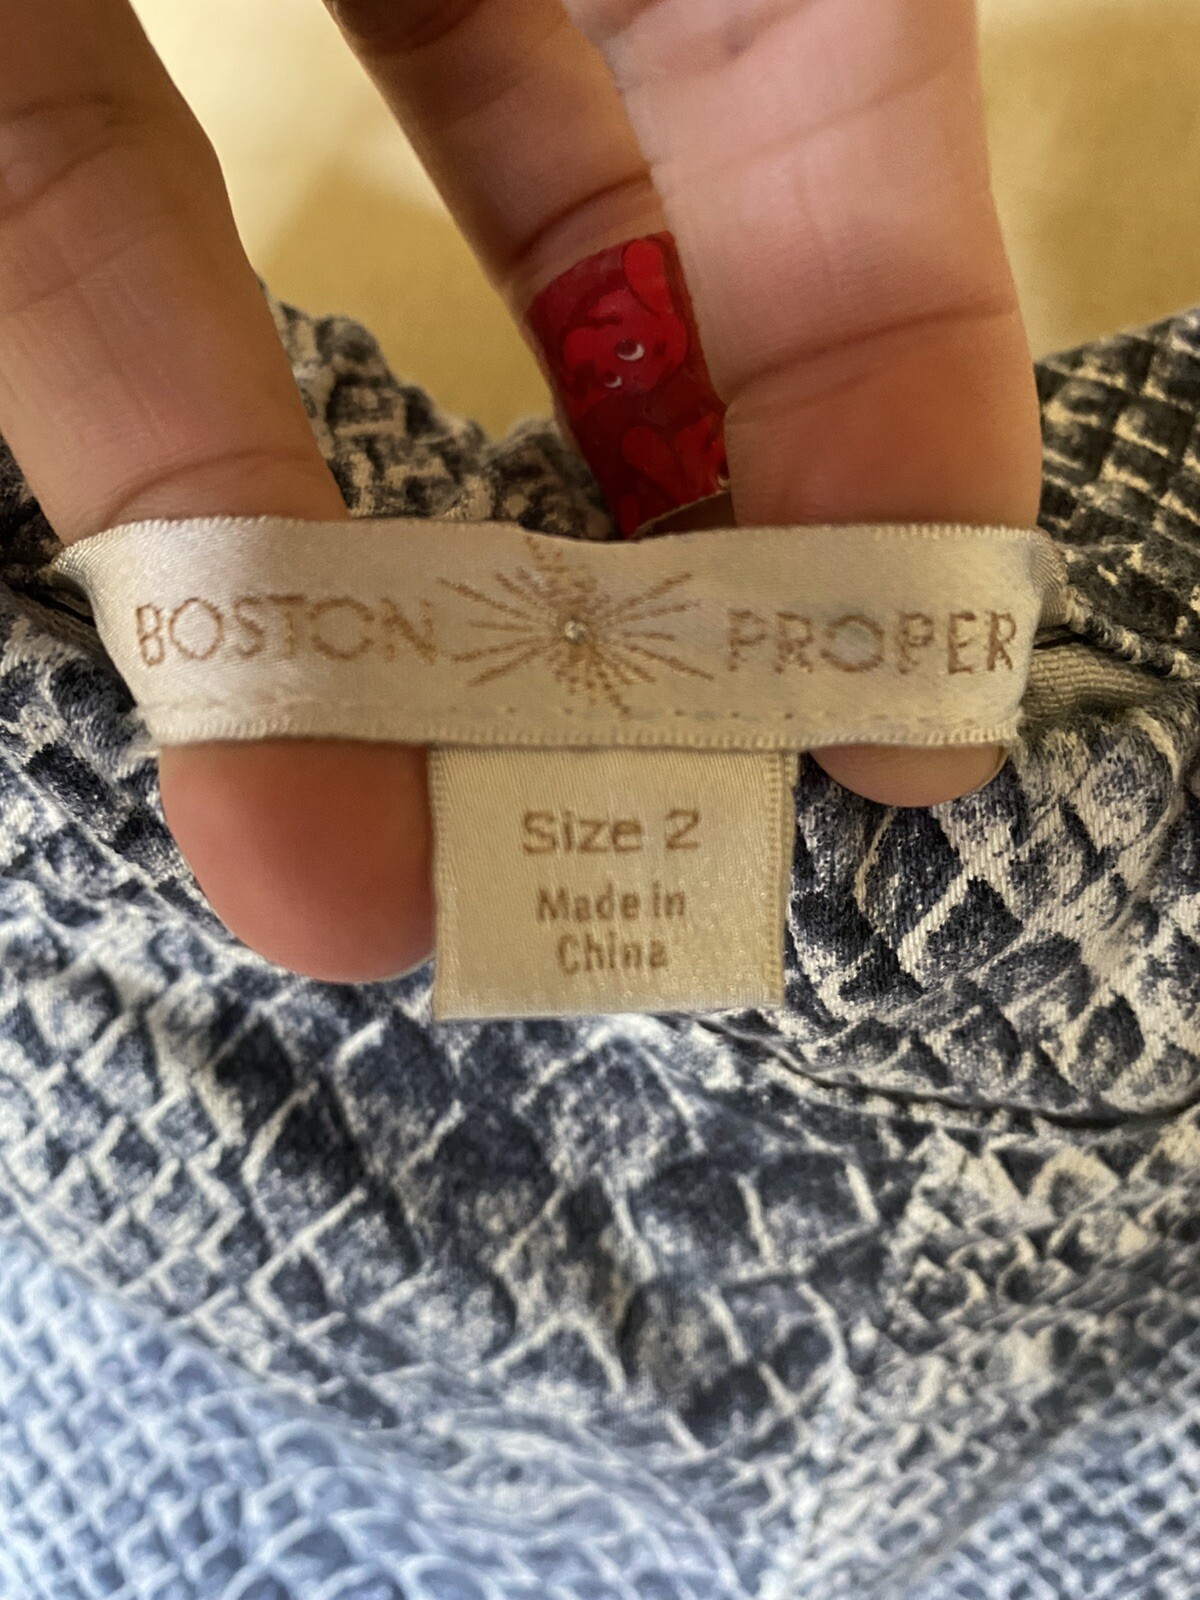 BOSTON PROPER
Size 2
Made in
China